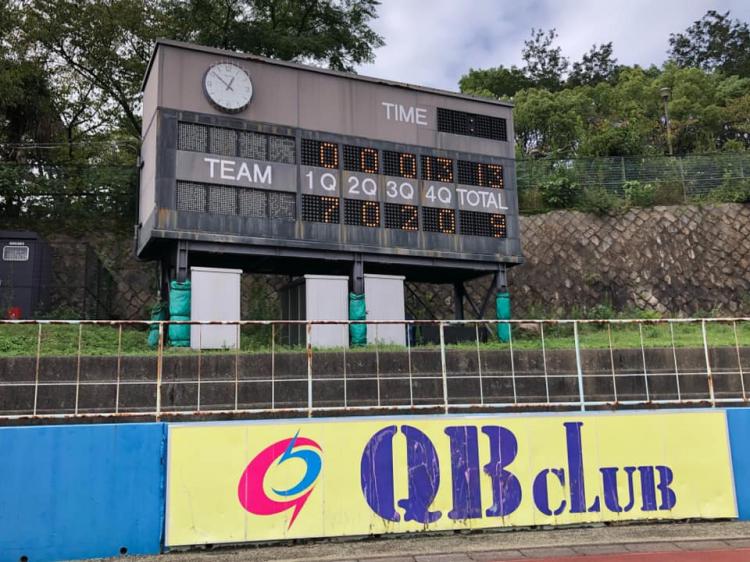 TIME
0 0 0 13 13
TEAM 1Q 2Q 3Q 4Q TOTAL
7 0 2 0 9
QB CLUB